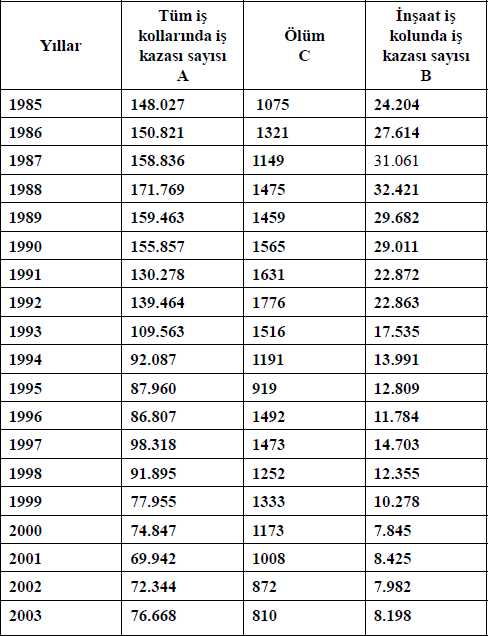 Yıllar
Tüm iş
kollarında iş
kazası sayısı
A
Ölüm
C
İnşaat iş
kolunda iş
kazası sayısı
B
1985 148.027 1075 24.204
1986 150.821 1321 27.614
1987 158.836 1149 31.061
1988 171.769 1475 32.421
1989 159.463 1459 29.682
1990 155.857 1565 29.011
1991 130.278 1631 22.872
1992 139.464 1776 22.863
1993 109.563 1516 17.535
1994 92.087 1191 13.991
1995 87.960 919 12.809
1996 86.807 1492 11.784
1997 98.318 1473 14.703
1998 91.895 1252 12.355
1999 77.955 1333 10.278
2000 74.847 1173 7.845
2001 69.942 1008 8.425
2002 72.344 872 7.982
2003 76.668 810 8.198